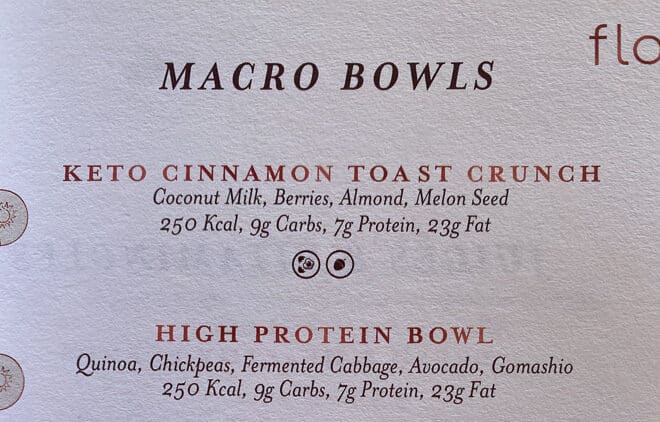 flo
MACRO BOWLS
KETO CINNAMON TOAST CRUNCH
Coconut Milk, Berries, Almond, Melon Seed
250 Kcal, 9g Carbs, 7g Protein, 23g Fat
HIGH PROTEIN BOWL
Quinoa, Chickpeas, Fermented Cabbage, Avocado, Gomashio
250 Kcal, 9g Carbs, 7g Protein, 23g Fat